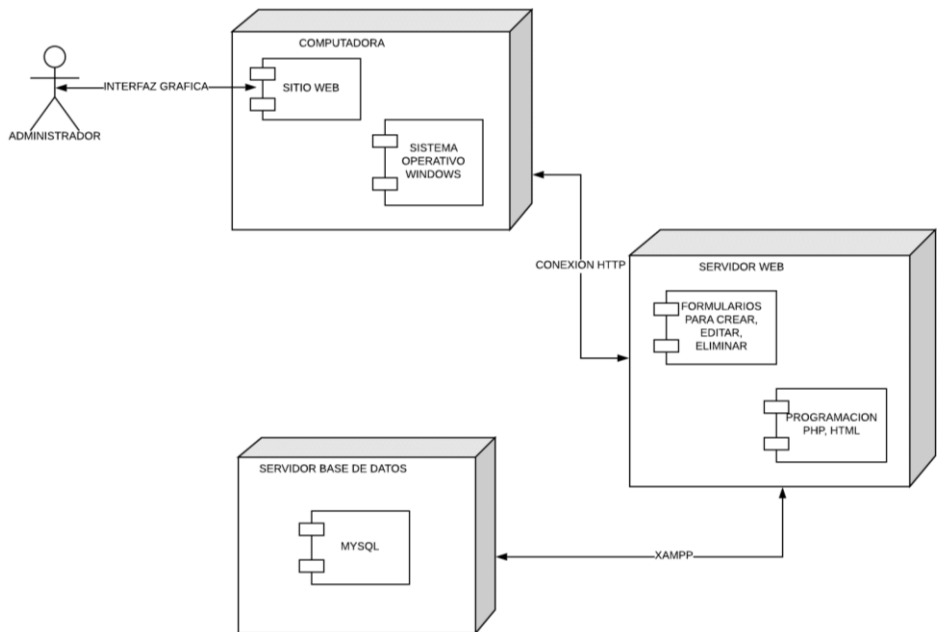 COMPUTADORA
INTERFAZ GRAFICA
SITIO WEB
ADMINISTRADOR
SISTEMA
OPERATIVO
WINDOWS
CONEXION HTTP
SERVIDOR WEB
FORMULARIOS
PARA CREAR,
EDITAR,
ELIMINAR
PROGRAMACION
PHP, HTML
SERVIDOR BASE DE DATOS
MYSQL
XAMPP